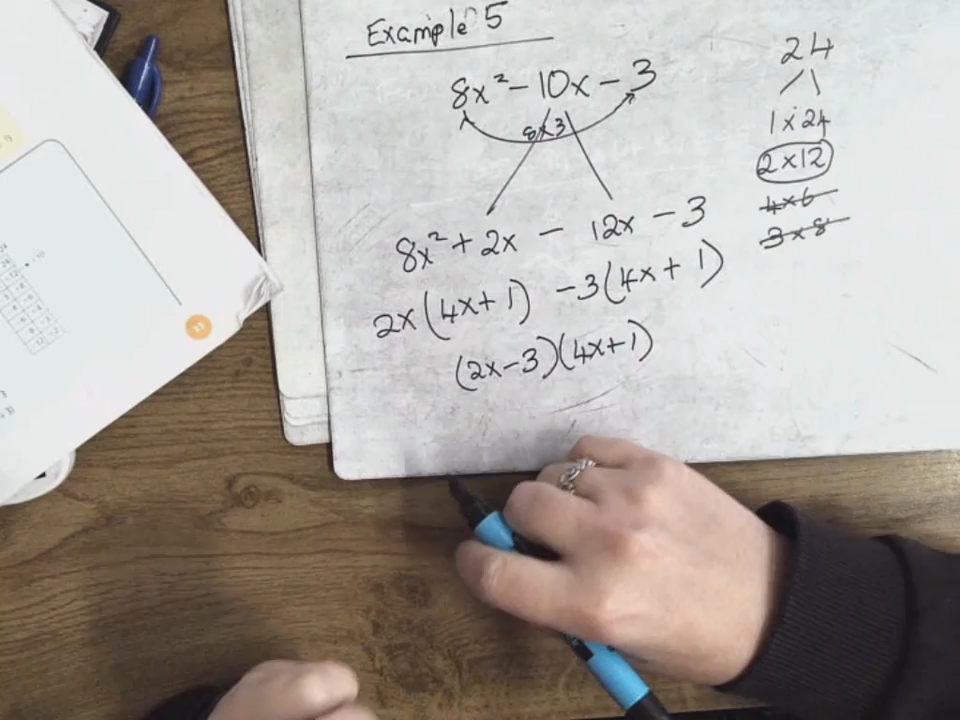 Example 5
8x² - 10x - 3
8x3
8x² + 2x - 12x - 3
2x(4x+1) -3(4x+1)
(2x-3)(4x+1)
24
1x24
2x12
4x6
3x8